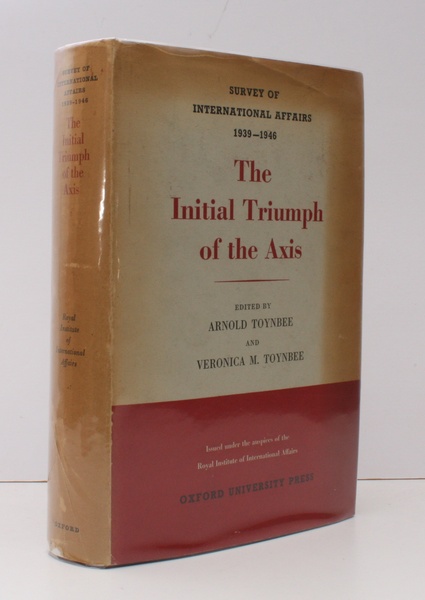 SURVEY OF
INTERNATIONAL
AFFAIRS
1939–1946
The
Initial
Triumph
of the
Axis
Royal
Institute
of
International
Affairs
OXFORD
SURVEY OF
INTERNATIONAL AFFAIRS
1939–1946
The
Initial Triumph
of the Axis
EDITED BY
ARNOLD TOYNBEE
AND
VERONICA M. TOYNBEE
Issued under the auspices of the
Royal Institute of International Affairs
OXFORD UNIVERSITY PRESS